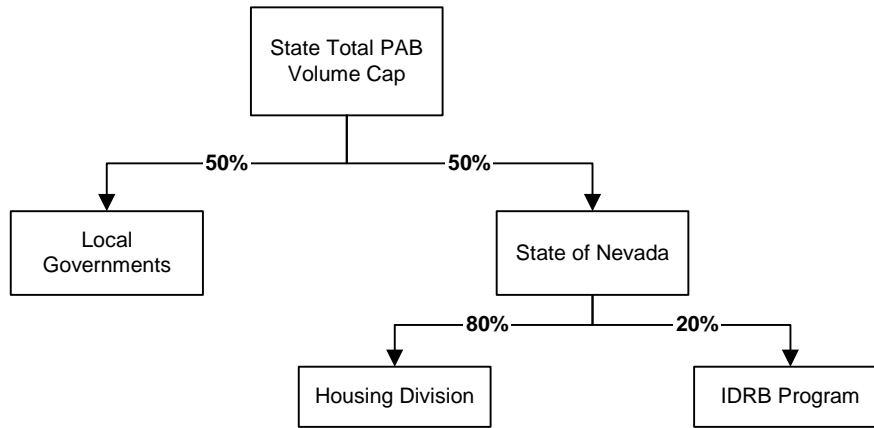 State Total PAB
Volume Cap
50%
50%
Local
Governments
State of Nevada
80%
20%
Housing Division
IDRB Program